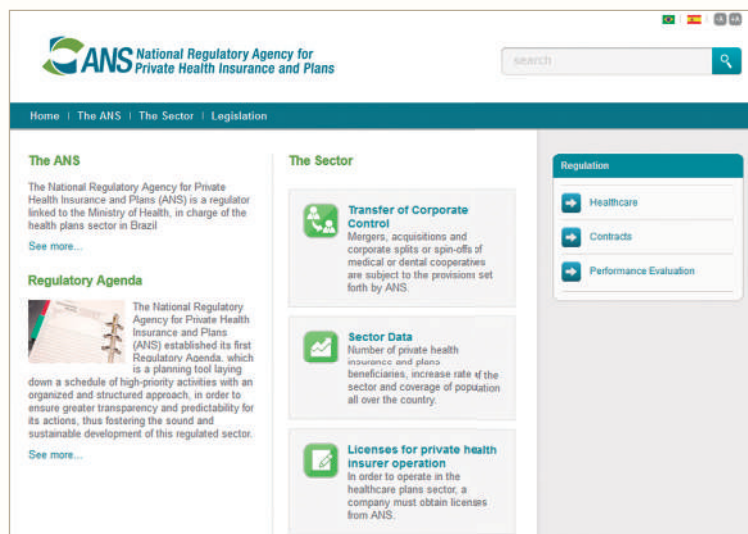 -A +A
ANS National Regulatory Agency for
Private Health Insurance and Plans
search
Home | The ANS | The Sector | Legislation
The ANS
The National Regulatory Agency for Private
Health Insurance and Plans (ANS) is a regulator
linked to the Ministry of Health, in charge of the
health plans sector in Brazil
See more...
Regulatory Agenda
The National Regulatory
Agency for Private Health
Insurance and Plans
(ANS) established its first
Regulatory Agenda, which
is a planning tool laying
down a schedule of high-priority activities with an
organized and structured approach, in order to
ensure greater transparency and predictability for
its actions, thus fostering the sound and
sustainable development of this regulated sector.
See more...
The Sector
Transfer of Corporate
Control
Mergers, acquisitions and
corporate splits or spin-offs of
medical or dental cooperatives
are subject to the provisions set
forth by ANS.
Sector Data
Number of private health
insurance and plans
beneficiaries, increase rate of the
sector and coverage of population
all over the country.
Licenses for private health
insurer operation
In order to operate in the
healthcare plans sector, a
company must obtain licenses
from ANS.
Regulation
Healthcare
Contracts
Performance Evaluation